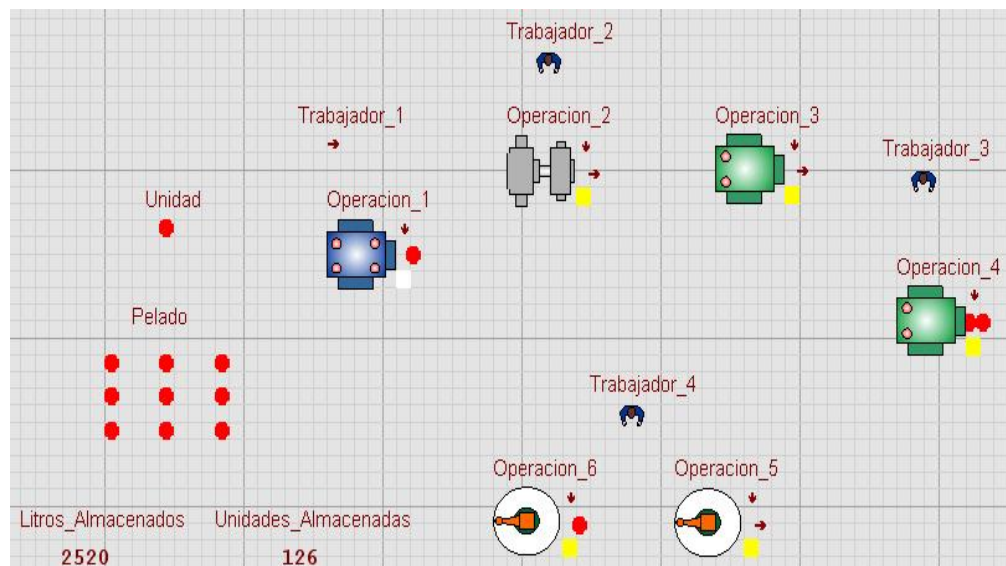 Trabajador_2
Trabajador_1
Operacion_2
Operacion_3
Trabajador_3
Unidad
Operacion_1
Operacion_4
Pelado
Trabajador_4
Operacion_6
Operacion_5
Litros_Almacenados
Unidades_Almacenadas
2520
126